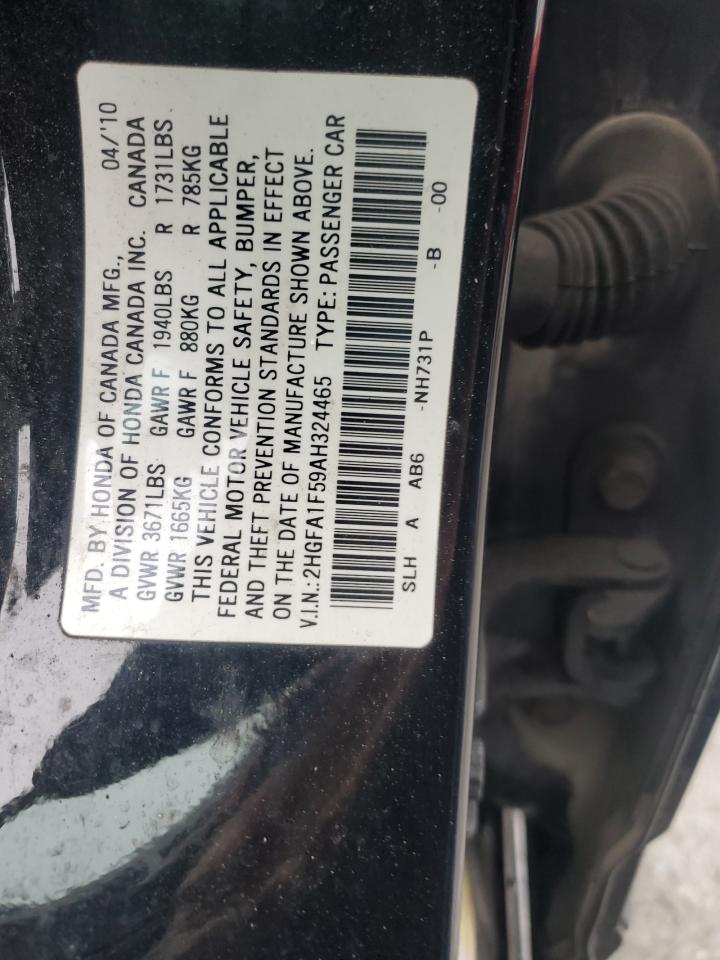 MFD. BY HONDA OF CANADA MFG., 04/'10
A DIVISION OF HONDA CANADA INC. CANADA
GVWR 3671LBS GAWR F 1940LBS R 1731LBS
GVWR 1665KG GAWR F 880KG R 785KG
THIS VEHICLE CONFORMS TO ALL APPLICABLE
FEDERAL MOTOR VEHICLE SAFETY, BUMPER,
AND THEFT PREVENTION STANDARDS IN EFFECT
ON THE DATE OF MANUFACTURE SHOWN ABOVE.
V.I.N.:2HGFA1F59AH324465 TYPE: PASSENGER CAR
SLH A AB6 -NH731P -B -00